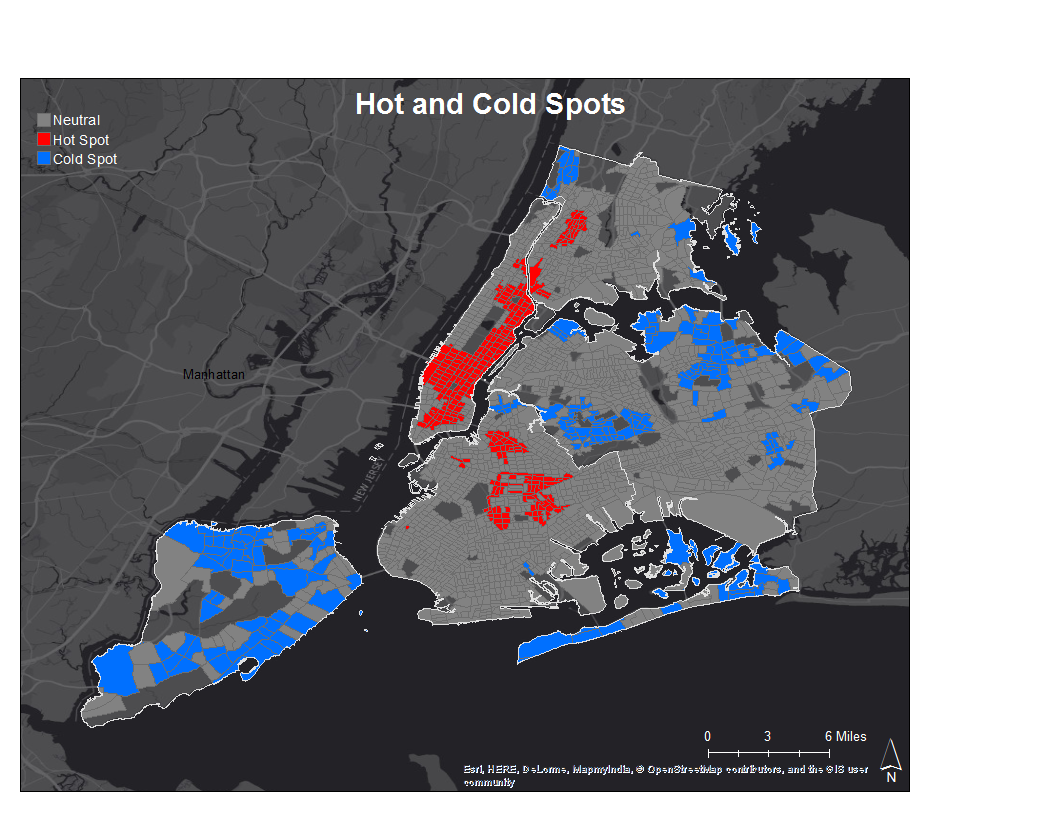 Hot and Cold Spots
Neutral
Hot Spot
Cold Spot
Manhattan
NEW JERSEY
0 3 6 Miles
Esri, HERE, DeLorme, MapmyIndia, © OpenStreetMap contributors, and the GIS user
community
N